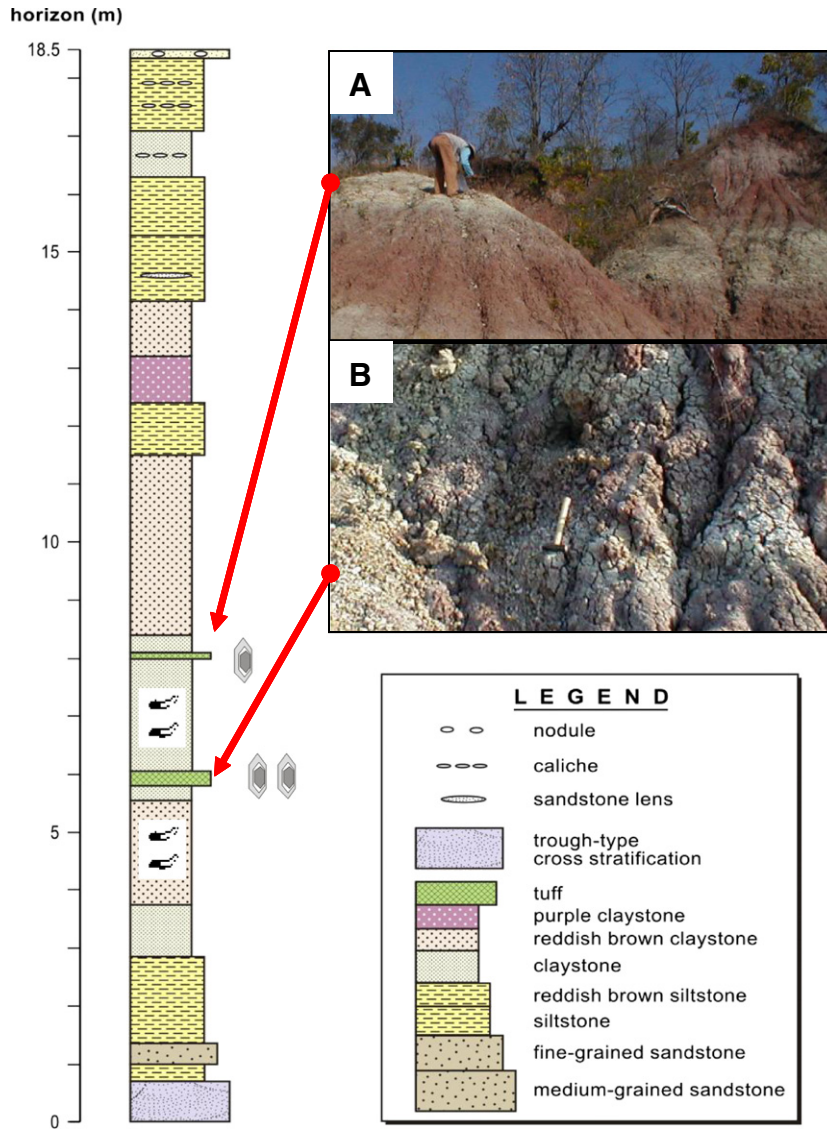 horizon (m)
18.5
15
10
5
0
A
B
LEGEND
nodule
caliche
sandstone lens
trough-type
cross stratification
tuff
purple claystone
reddish brown claystone
claystone
reddish brown siltstone
siltstone
fine-grained sandstone
medium-grained sandstone